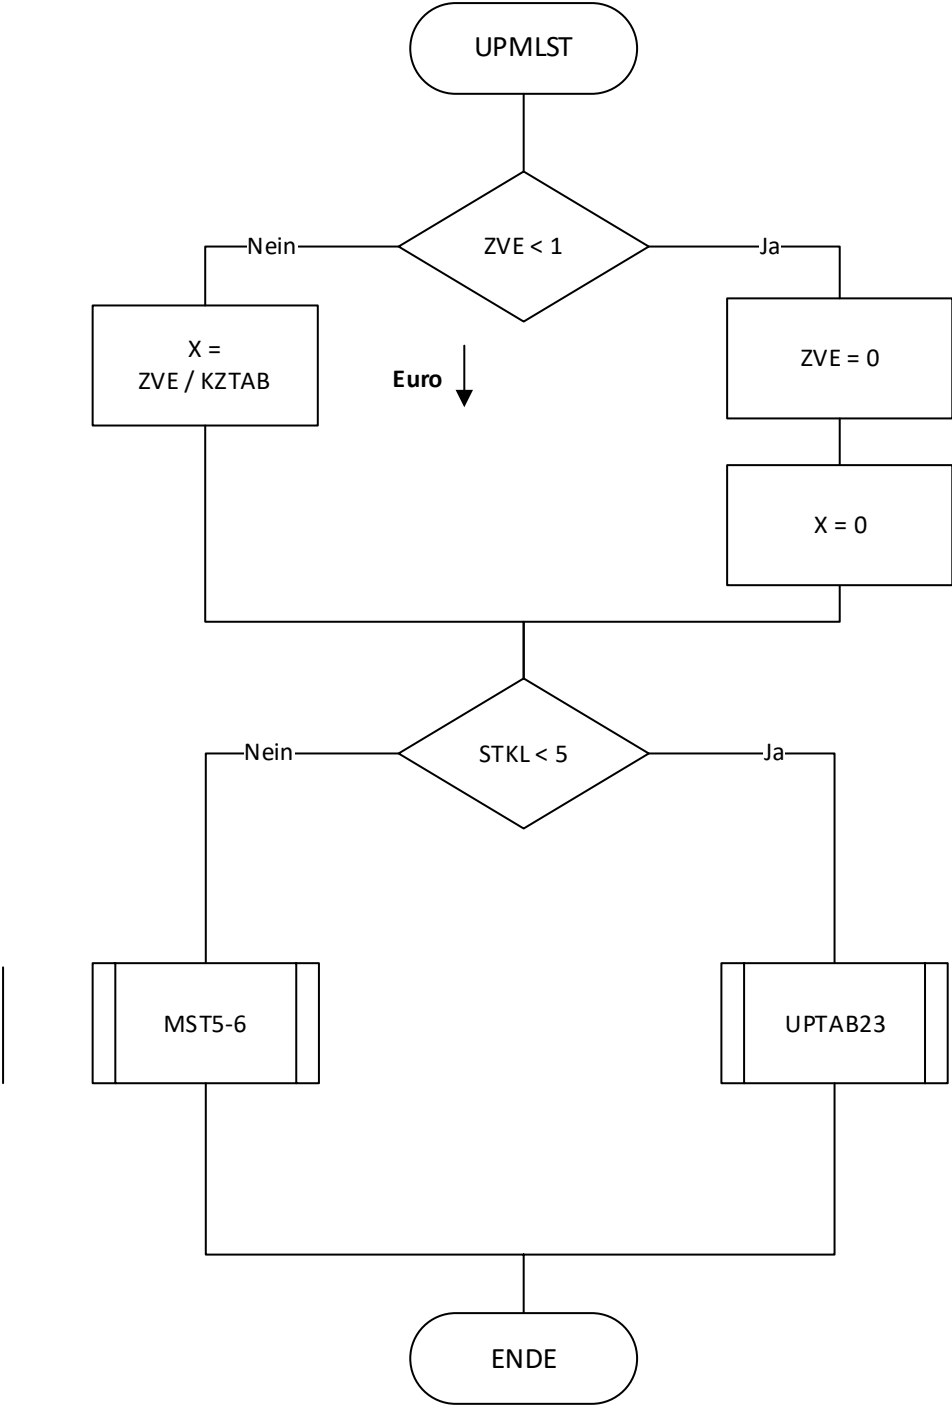 UPMLST
ZVE < 1
Nein
Ja
X =
ZVE / KZTAB
Euro
ZVE = 0
X = 0
STKL < 5
Nein
Ja
MST5-6
UPTAB23
ENDE